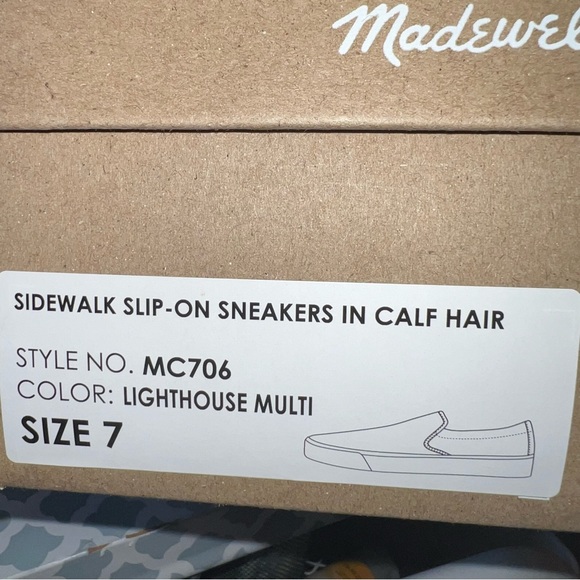 Madewel
SIDEWALK SLIP-ON SNEAKERS IN CALF HAIR
STYLE NO. MC706
COLOR: LIGHTHOUSE MULTI
SIZE 7